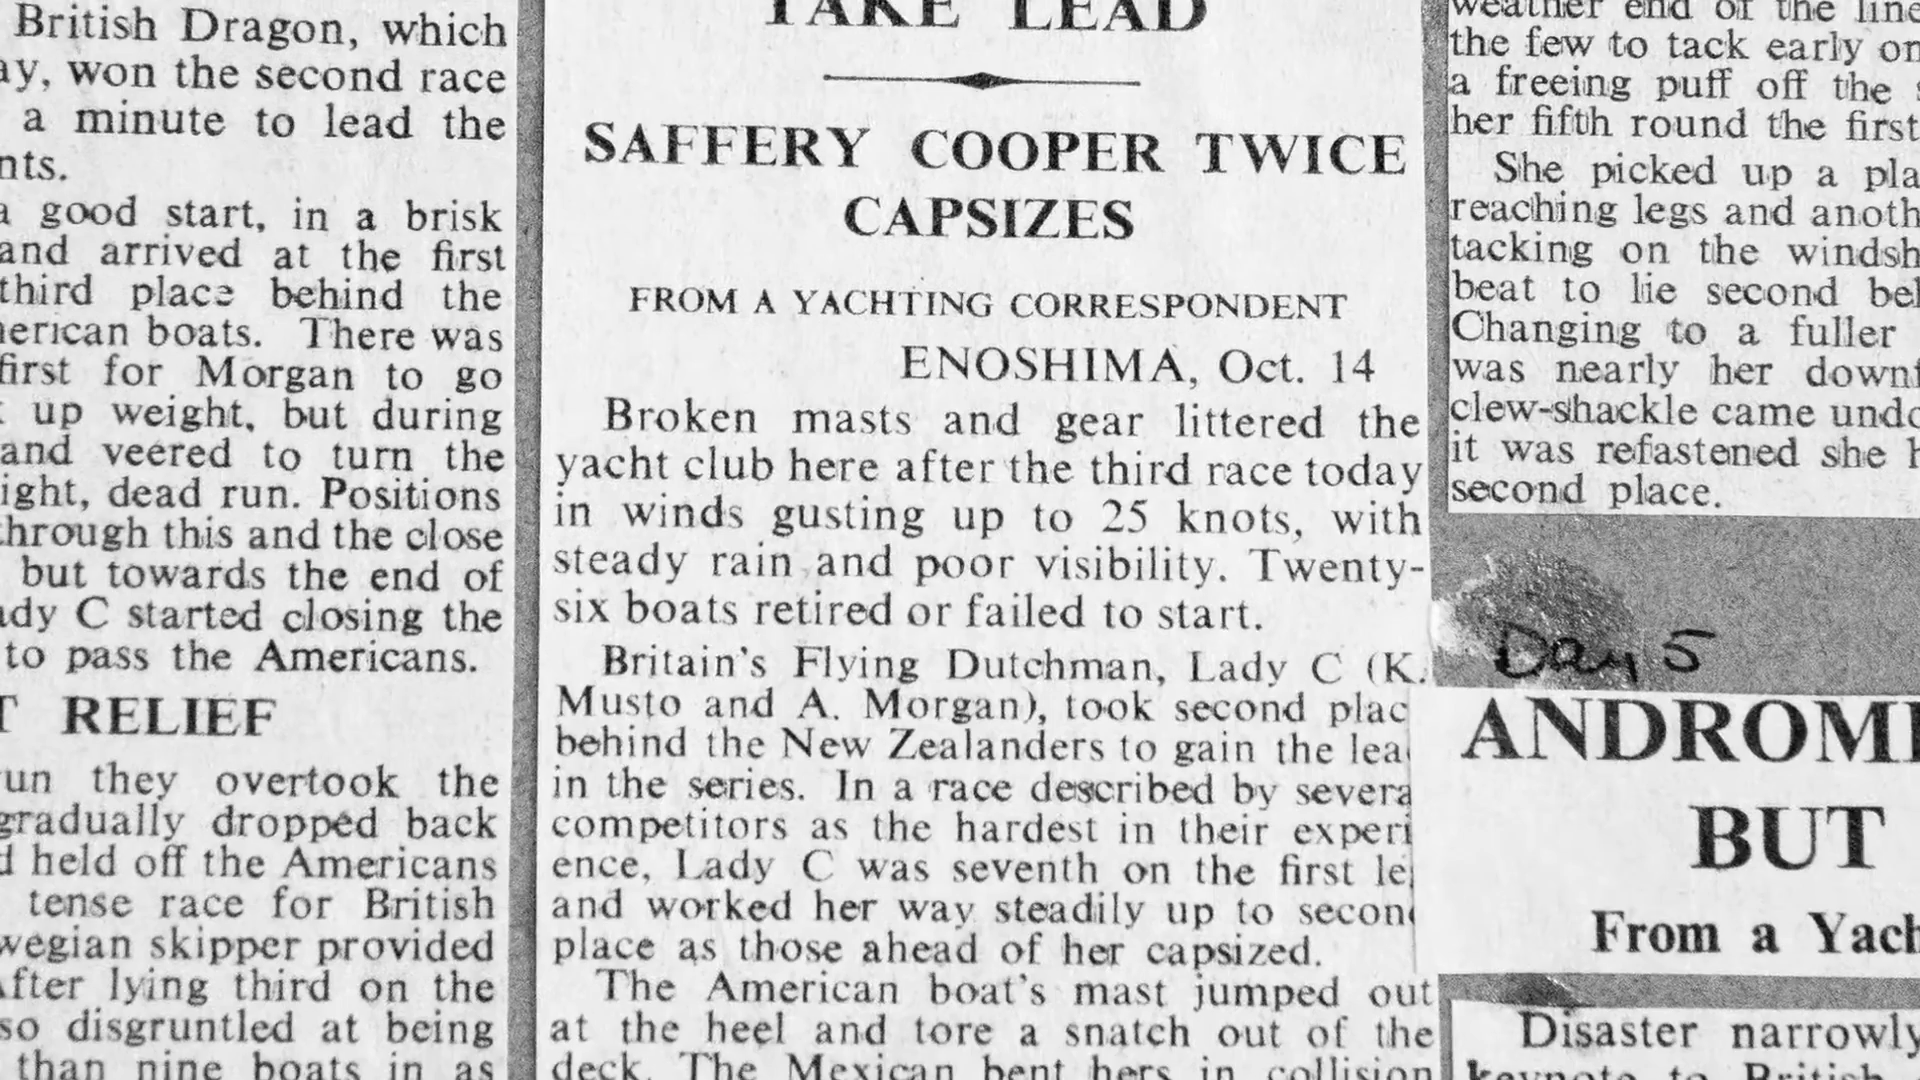 British Dragon, which
won the second race
a minute to lead the
good start, in a brisk
and arrived at the first
third place behind the
boats. There was
first for Morgan to go
up weight, but during
and veered to turn the
dead run. Positions
through this and the close
but towards the end of
C started closing the
to pass the Americans.
RELIEF
they overtook the
gradually dropped back
held off the Americans
tense race for British
skipper provided
After lying third on the
so disgruntled at being
than nine boats in as
TAKE LEAD
SAFFERY COOPER TWICE
CAPSIZES
FROM A YACHTING CORRESPONDENT
ENOSHIMA, Oct. 14
Broken masts and gear littered the
yacht club here after the third race today
in winds gusting up to 25 knots, with
steady rain and poor visibility. Twenty-
six boats retired or failed to start.
Britain's Flying Dutchman, Lady C (K.
Musto and A. Morgan), took second plac
behind the New Zealanders to gain the lea
in the series. In a race described by severa
competitors as the hardest in their experi
ence, Lady C was seventh on the first le
and worked her way steadily up to secon
place as those ahead of her capsized.
The American boat's mast jumped out
at the heel and tore a snatch out of the
deck. The Mexican bent hers in collision
weather end of the line
the few to tack early on
a freeing puff off the
her fifth round the first
She picked up a pla
reaching legs and anoth
tacking on the windsh
beat to lie second
Changing to a fuller
was nearly her
clew-shackle came
it was refastened she
second place.
Day 5
ANDROM
BUT
From a Yach
Disaster narrowly
keynote to British